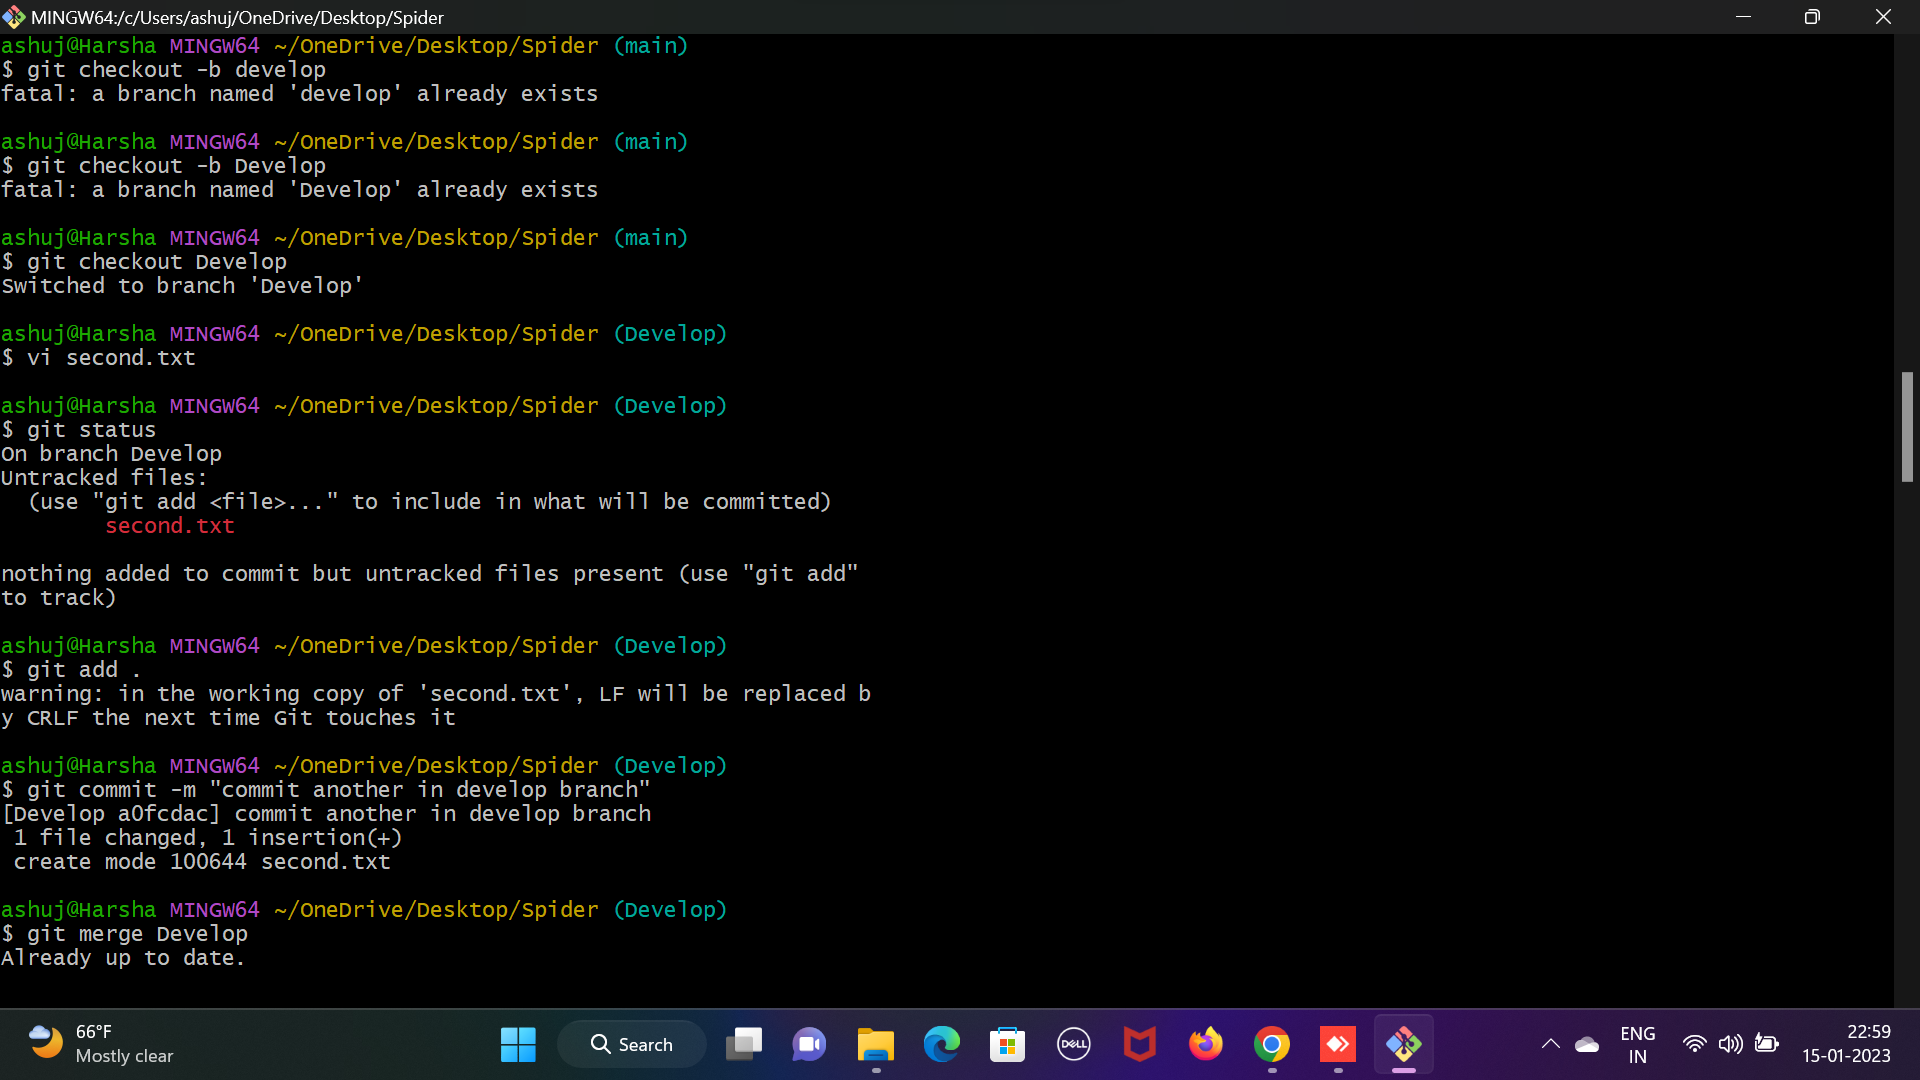 MINGW64:/c/Users/ashuj/OneDrive/Desktop/Spider
ashuj@Harsha MINGW64 ~/OneDrive/Desktop/Spider (main)
$ git checkout -b develop
fatal: a branch named 'develop' already exists
ashuj@Harsha MINGW64 ~/OneDrive/Desktop/Spider (main)
$ git checkout -b Develop
fatal: a branch named 'Develop' already exists
ashuj@Harsha MINGW64 ~/OneDrive/Desktop/Spider (main)
$ git checkout Develop
Switched to branch 'Develop'
ashuj@Harsha MINGW64 ~/OneDrive/Desktop/Spider (Develop)
$ vi second.txt
ashuj@Harsha MINGW64 ~/OneDrive/Desktop/Spider (Develop)
$ git status
On branch Develop
Untracked files:
  (use "git add <file>..." to include in what will be committed)
        second.txt
nothing added to commit but untracked files present (use "git add"
to track)
ashuj@Harsha MINGW64 ~/OneDrive/Desktop/Spider (Develop)
$ git add .
warning: in the working copy of 'second.txt', LF will be replaced b
y CRLF the next time Git touches it
ashuj@Harsha MINGW64 ~/OneDrive/Desktop/Spider (Develop)
$ git commit -m "commit another in develop branch"
[Develop a0fcdac] commit another in develop branch
 1 file changed, 1 insertion(+)
 create mode 100644 second.txt
ashuj@Harsha MINGW64 ~/OneDrive/Desktop/Spider (Develop)
$ git merge Develop
Already up to date.
66°F
Mostly clear
Search
DELL
ENG
IN
22:59
15-01-2023